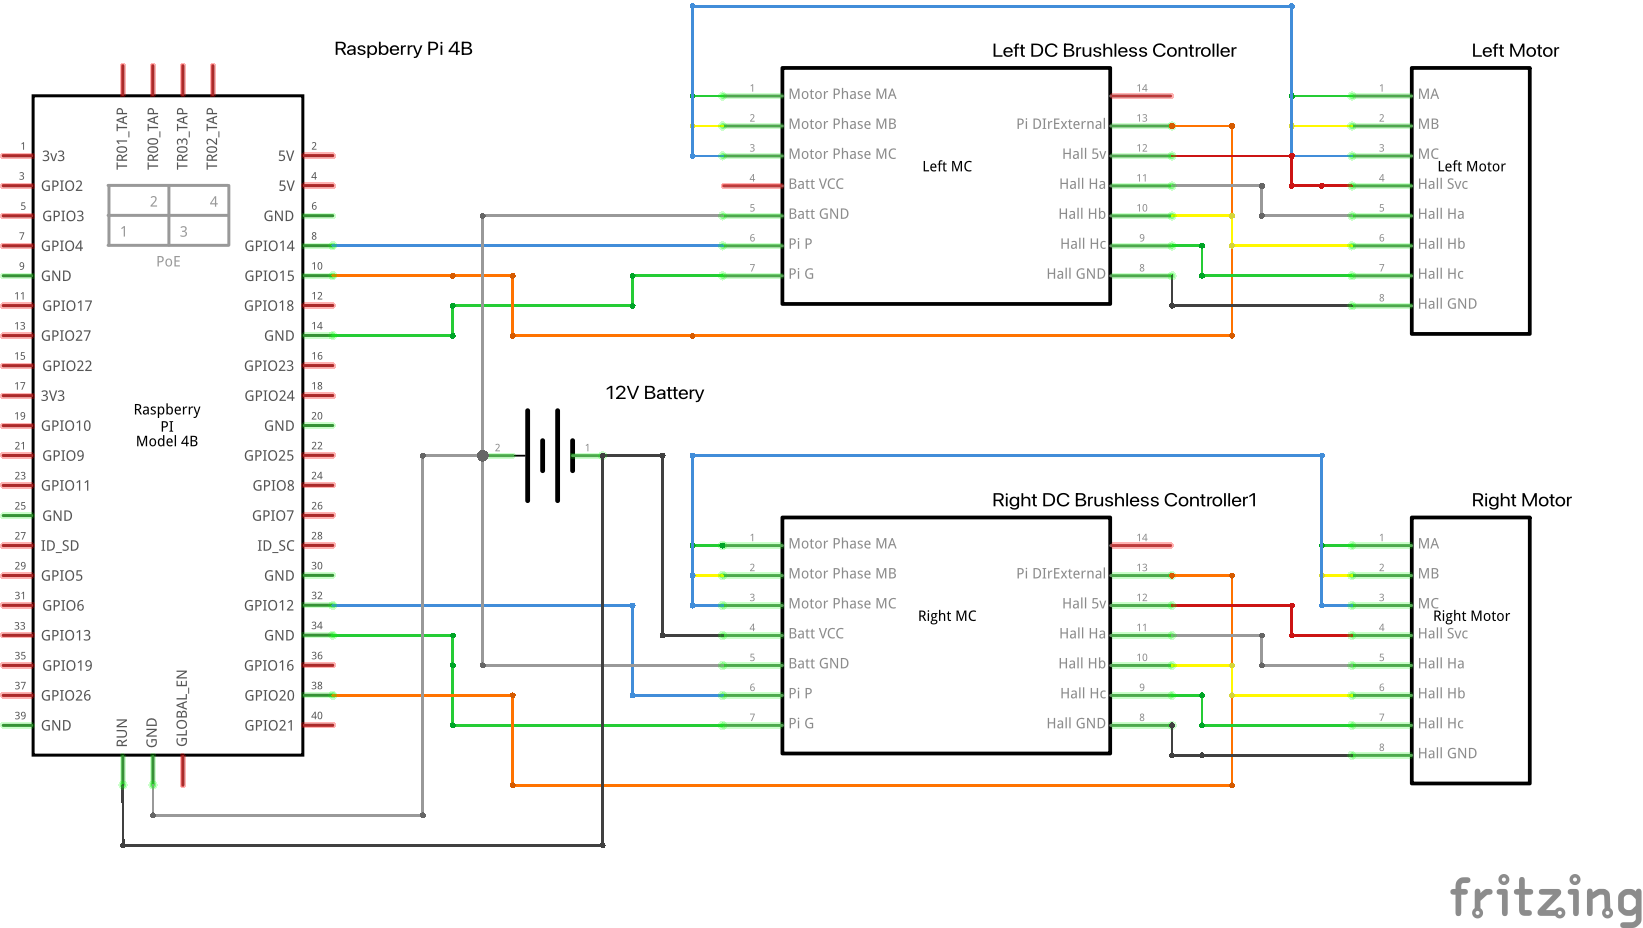 Raspberry Pi 4B
Left DC Brushless Controller
Left Motor
TR01_TAP
TR00_TAP
TR03_TAP
TR02_TAP
2 4
1 3
PoE
1 3v3 5V 2
3 GPIO2 5V 4
5 GPIO3 GND 6
7 GPIO4 GPIO14 8
9 GND GPIO15 10
11 GPIO17 GPIO18 12
13 GPIO27 GND 14
15 GPIO22 GPIO23 16
17 3V3 GPIO24 18
19 GPIO10 GND 20
21 GPIO9 GPIO25 22
23 GPIO11 GPIO8 24
25 GND GPIO7 26
27 ID_SD ID_SC 28
29 GPIO5 GND 30
31 GPIO6 GPIO12 32
33 GPIO13 GND 34
35 GPIO19 GPIO16 36
37 GPIO26 GPIO20 38
39 GND GPIO21 40
Raspberry
PI
Model 4B
RUN
GND
GLOBAL_EN
1 Motor Phase MA 14
2 Motor Phase MB Pi DIrExternal 13
3 Motor Phase MC Hall 5v 12
4 Batt VCC Hall Ha 11
5 Batt GND Hall Hb 10
6 Pi P Hall Hc 9
7 Pi G Hall GND 8
Left MC
1 MA
2 MB
3 MC
4 Hall Svc
5 Hall Ha
6 Hall Hb
7 Hall Hc
8 Hall GND
Left Motor
12V Battery
2 1
Right DC Brushless Controller1
Right Motor
1 Motor Phase MA 14
2 Motor Phase MB Pi DIrExternal 13
3 Motor Phase MC Hall 5v 12
4 Batt VCC Hall Ha 11
5 Batt GND Hall Hb 10
6 Pi P Hall Hc 9
7 Pi G Hall GND 8
Right MC
1 MA
2 MB
3 MC
4 Hall Svc
5 Hall Ha
6 Hall Hb
7 Hall Hc
8 Hall GND
Right Motor
fritzing